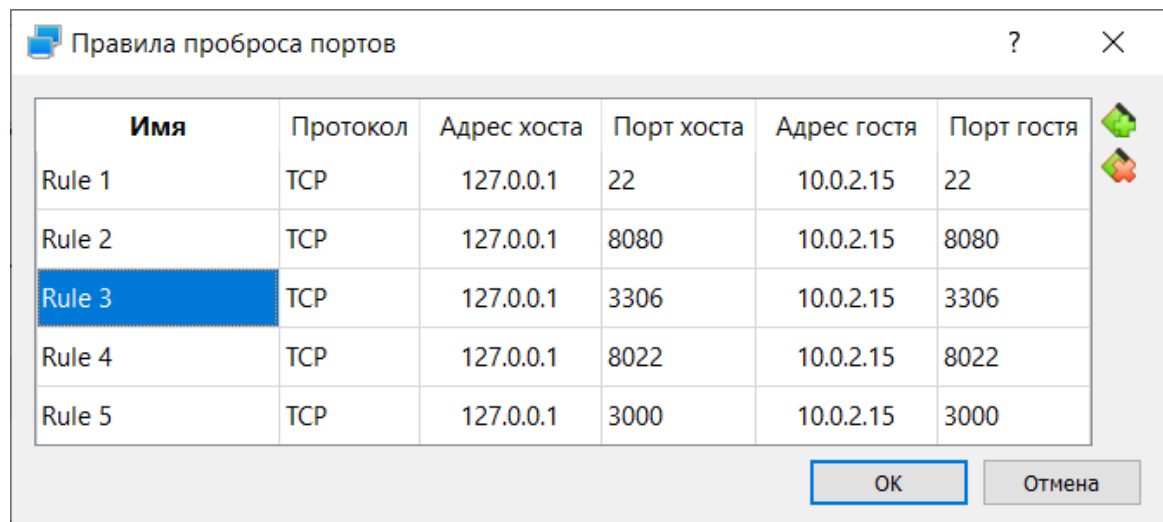 Правила проброса портов ?
Имя Протокол Адрес хоста Порт хоста Адрес гостя Порт гостя
Rule 1 TCP 127.0.0.1 22 10.0.2.15 22
Rule 2 TCP 127.0.0.1 8080 10.0.2.15 8080
Rule 3 TCP 127.0.0.1 3306 10.0.2.15 3306
Rule 4 TCP 127.0.0.1 8022 10.0.2.15 8022
Rule 5 TCP 127.0.0.1 3000 10.0.2.15 3000
OK Отмена